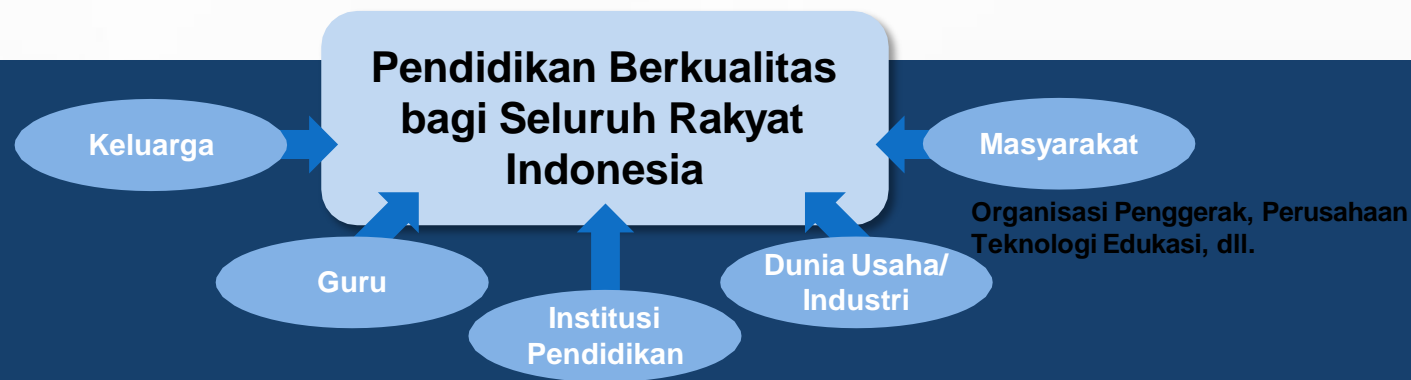 Pendidikan Berkualitas
bagi Seluruh Rakyat
Indonesia
Keluarga
Masyarakat
Organisasi Penggerak, Perusahaan
Teknologi Edukasi, dll.
Guru
Dunia Usaha/
Industri
Institusi
Pendidikan